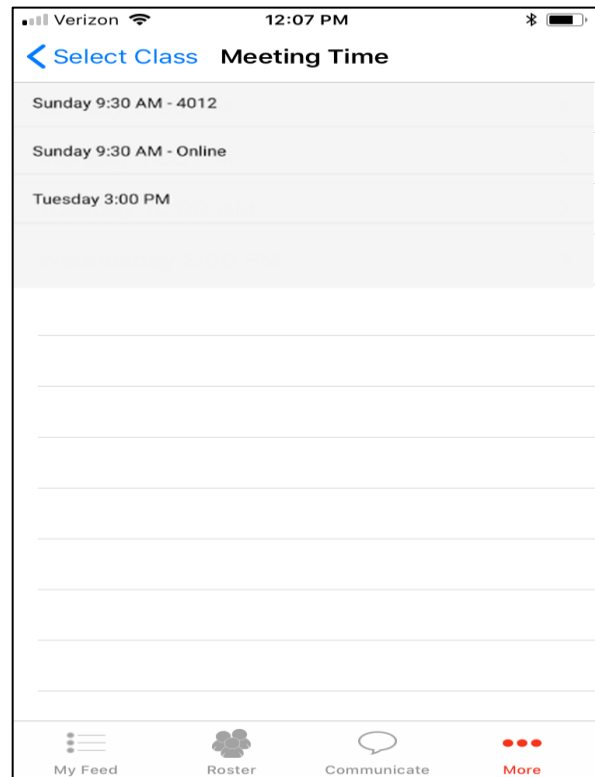 Verizon 12:07 PM
Select Class Meeting Time
Sunday 9:30 AM - 4012
Sunday 9:30 AM - Online
Tuesday 3:00 PM
My Feed Roster Communicate More